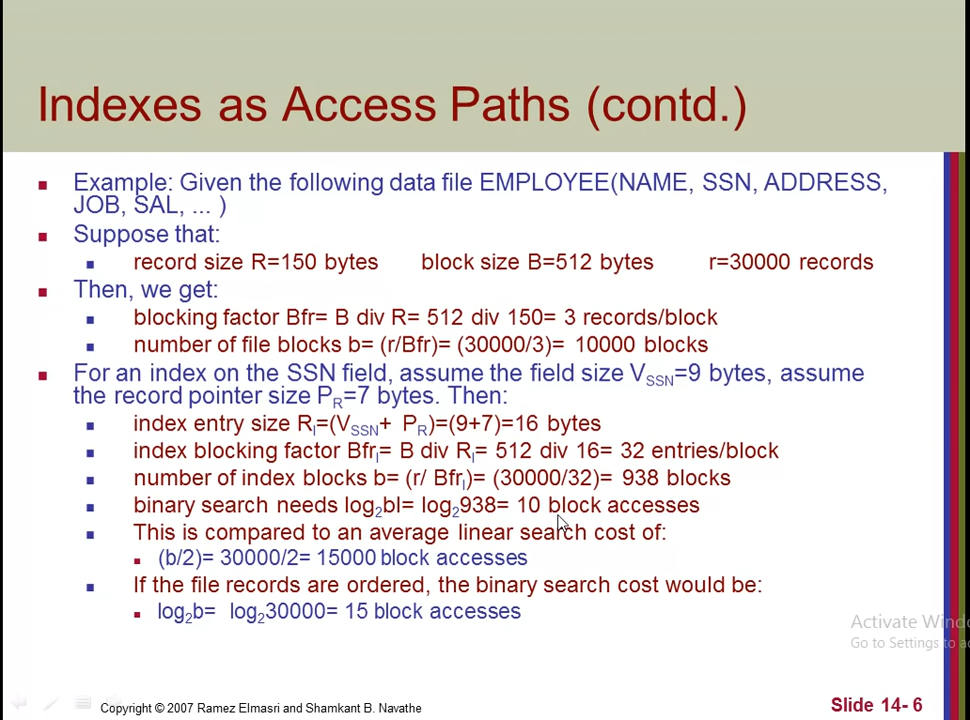 Indexes as Access Paths (contd.)
Example: Given the following data file EMPLOYEE(NAME, SSN, ADDRESS,
JOB, SAL, ... )
Suppose that:
record size R=150 bytes block size B=512 bytes r=30000 records
Then, we get:
blocking factor Bfr= B div R= 512 div 150= 3 records/block
number of file blocks b= (r/Bfr)= (30000/3)= 10000 blocks
For an index on the SSN field, assume the field size VSSN=9 bytes, assume
the record pointer size PR=7 bytes. Then:
index entry size RI=(VSSN+ PR)=(9+7)=16 bytes
index blocking factor BfrI= B div RI= 512 div 16= 32 entries/block
number of index blocks b= (r/ BfrI)= (30000/32)= 938 blocks
binary search needs log2bI= log2938= 10 block accesses
This is compared to an average linear search cost of:
(b/2)= 30000/2= 15000 block accesses
If the file records are ordered, the binary search cost would be:
log2b= log230000= 15 block accesses
Activate Windo
Go to Settings to a
Copyright © 2007 Ramez Elmasri and Shamkant B. Navathe
Slide 14- 6